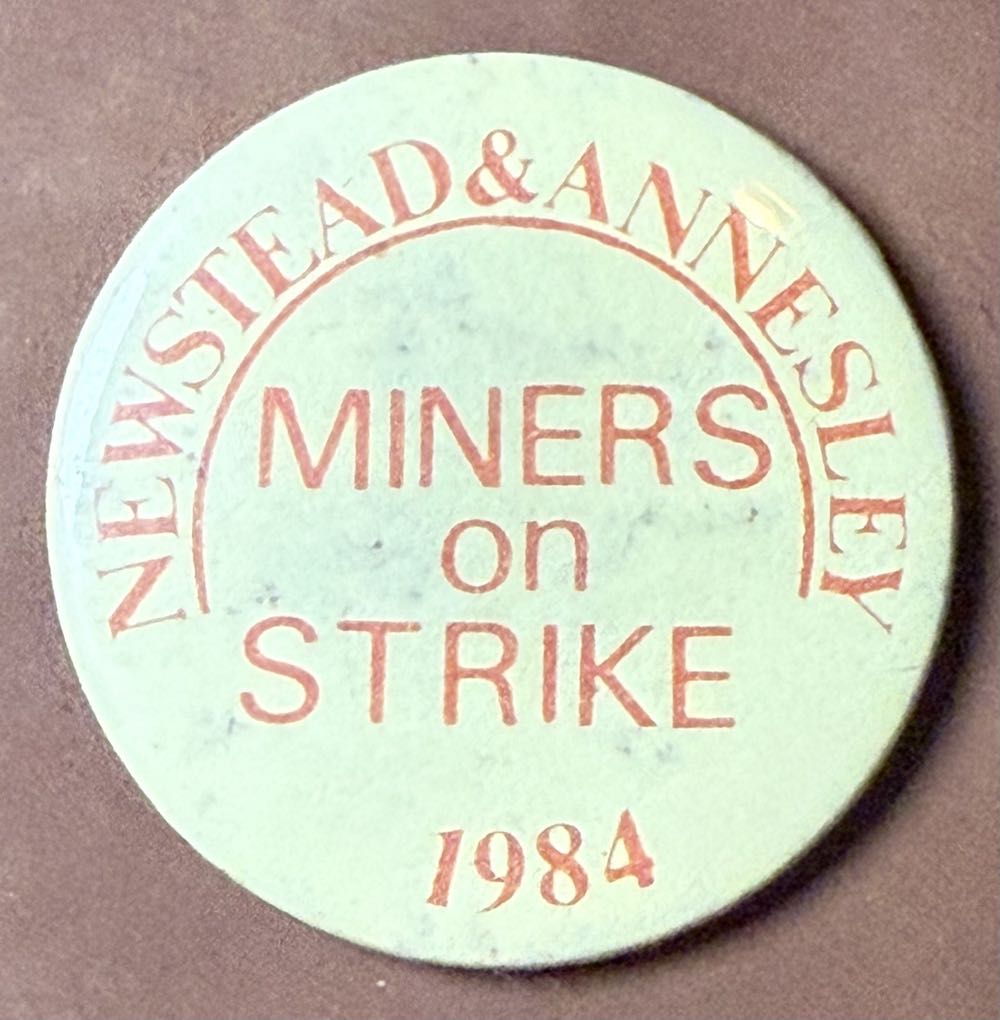 NEWSTEAD & ANNESLEY
MINERS
on
STRIKE
1984